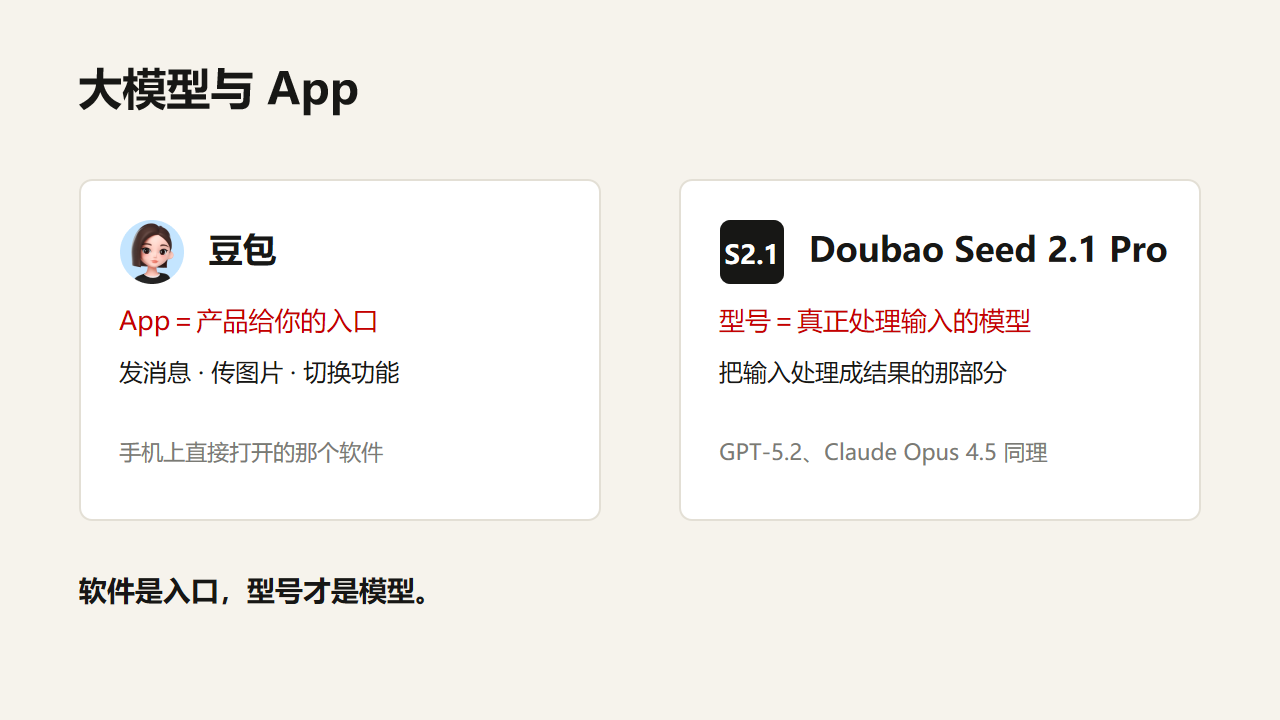 大模型与 App
豆包
App = 产品给你的入口
发消息 · 传图片 · 切换功能
手机上直接打开的那个软件
S2.1
Doubao Seed 2.1 Pro
型号 = 真正处理输入的模型
把输入处理成结果的那部分
GPT-5.2、Claude Opus 4.5 同理
软件是入口，型号才是模型。